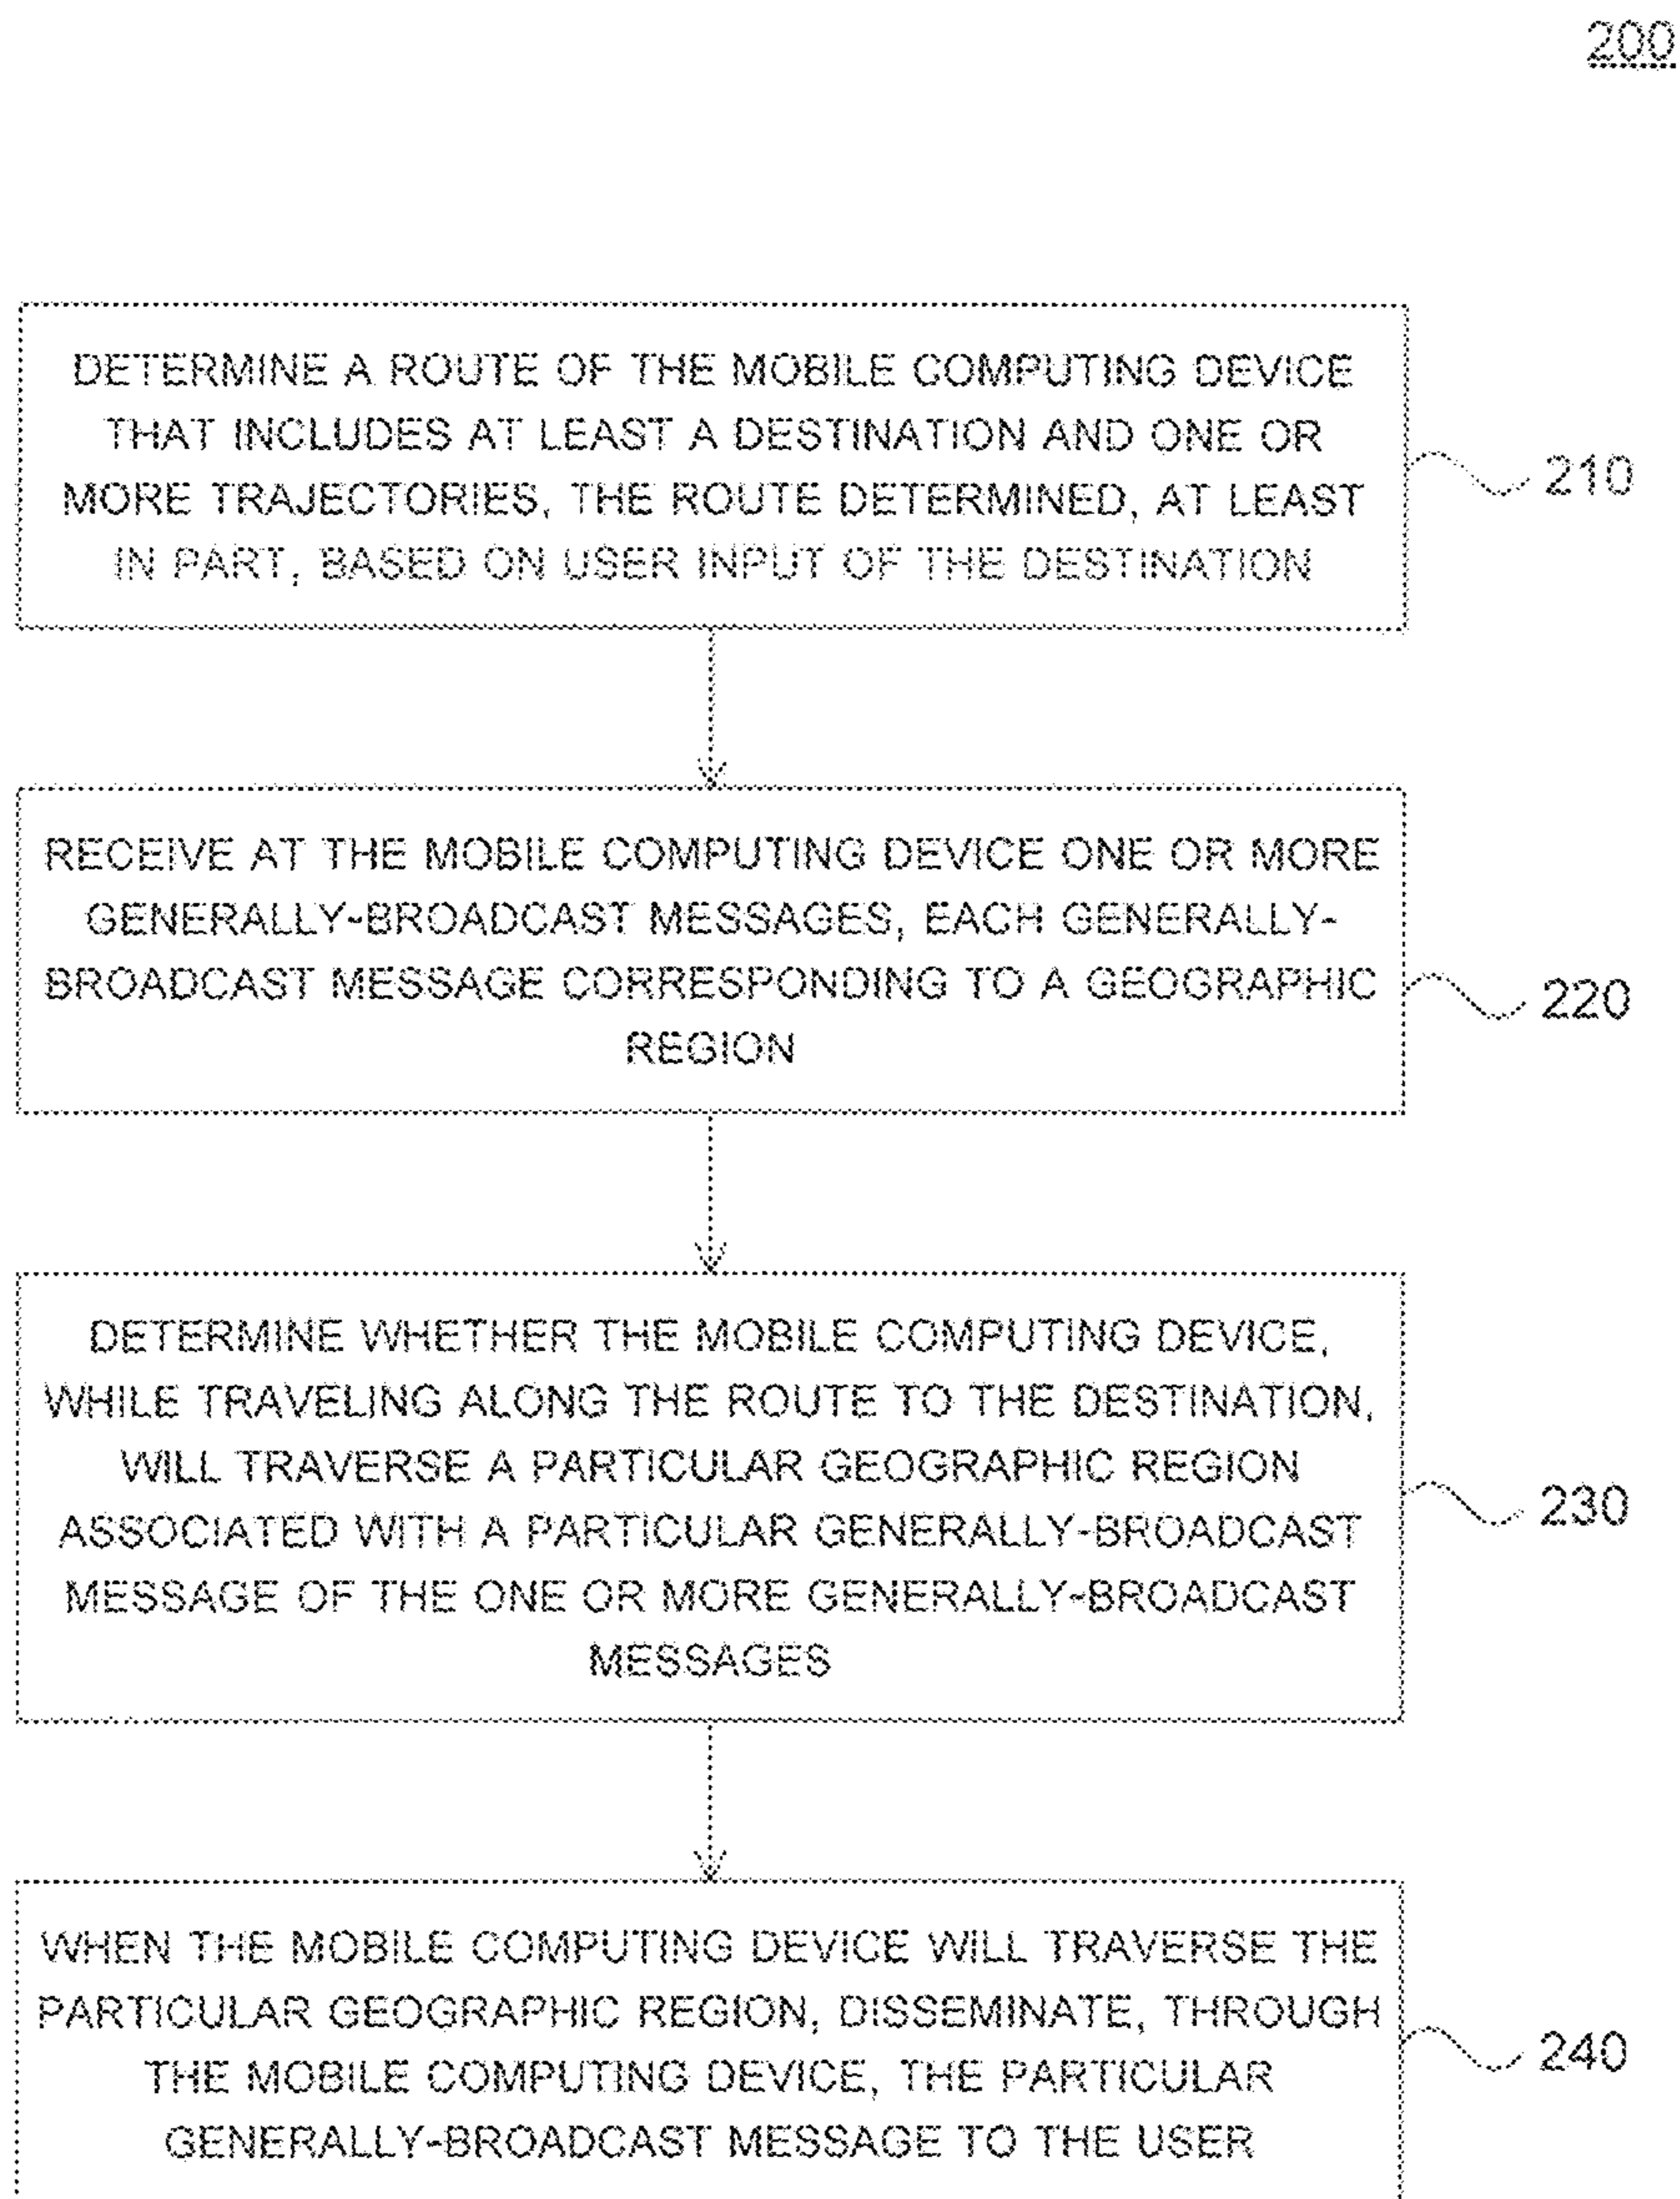 200
DETERMINE A ROUTE OF THE MOBILE COMPUTING DEVICE
THAT INCLUDES AT LEAST A DESTINATION AND ONE OR
MORE TRAJECTORIES, THE ROUTE DETERMINED, AT LEAST
IN PART, BASED ON USER INPUT OF THE DESTINATION
210
RECEIVE AT THE MOBILE COMPUTING DEVICE ONE OR MORE
GENERALLY-BROADCAST MESSAGES, EACH GENERALLY-
BROADCAST MESSAGE CORRESPONDING TO A GEOGRAPHIC
REGION
220
DETERMINE WHETHER THE MOBILE COMPUTING DEVICE,
WHILE TRAVELING ALONG THE ROUTE TO THE DESTINATION,
WILL TRAVERSE A PARTICULAR GEOGRAPHIC REGION
ASSOCIATED WITH A PARTICULAR GENERALLY-BROADCAST
MESSAGE OF THE ONE OR MORE GENERALLY-BROADCAST
MESSAGES
230
WHEN THE MOBILE COMPUTING DEVICE WILL TRAVERSE THE
PARTICULAR GEOGRAPHIC REGION, DISSEMINATE, THROUGH
THE MOBILE COMPUTING DEVICE, THE PARTICULAR
GENERALLY-BROADCAST MESSAGE TO THE USER
240